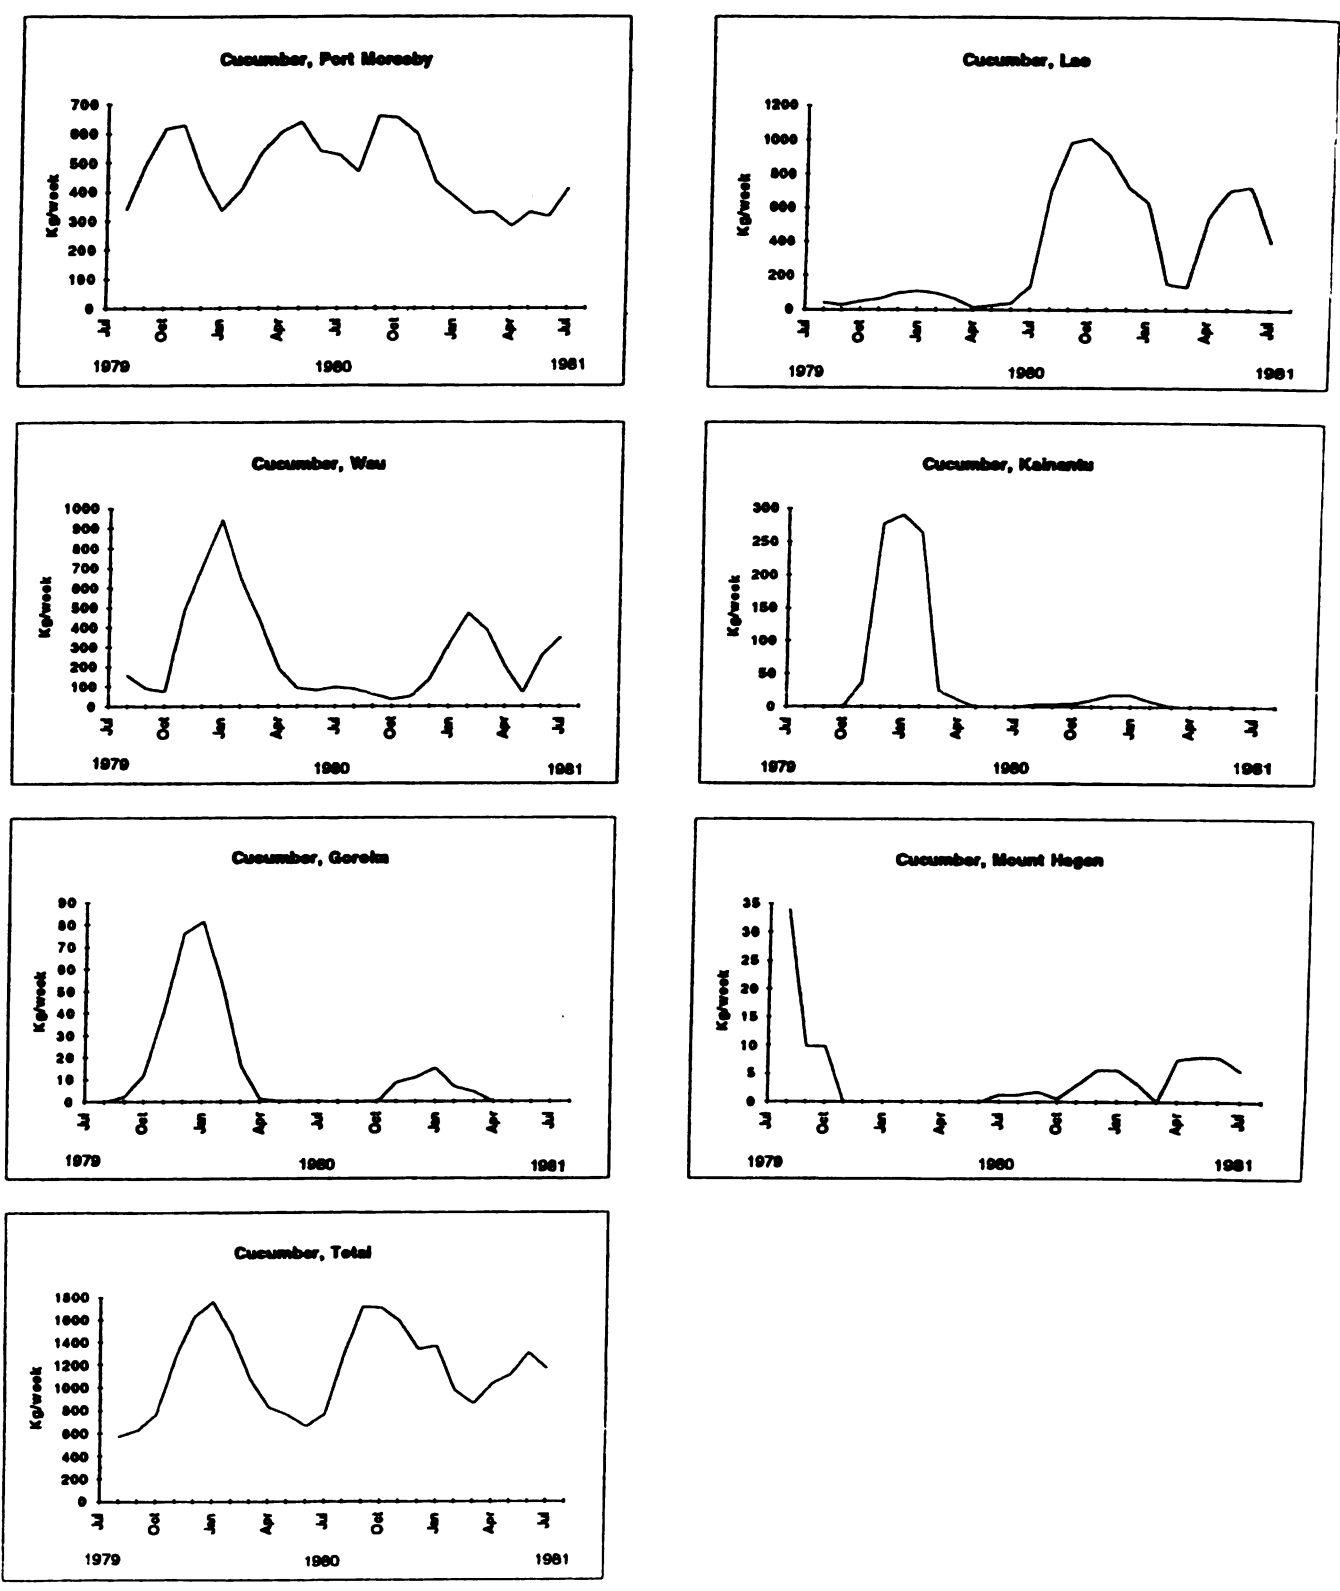 Cucumber, Port Moresby
700
600
500
400
300
200
100
0
Kg/week
Jul Oct Jan Apr Jul Oct Jan Apr Jul
1979 1980 1981
Cucumber, Lae
1200
1000
800
600
400
200
0
Kg/week
Jul Oct Jan Apr Jul Oct Jan Apr Jul
1979 1980 1981
Cucumber, Wau
1000
900
800
700
600
500
400
300
200
100
0
Kg/week
Jul Oct Jan Apr Jul Oct Jan Apr Jul
1979 1980 1981
Cucumber, Kainantu
300
250
200
150
100
50
0
Kg/week
Jul Oct Jan Apr Jul Oct Jan Apr Jul
1979 1980 1981
Cucumber, Goroka
90
80
70
60
50
40
30
20
10
0
Kg/week
Jul Oct Jan Apr Jul Oct Jan Apr Jul
1979 1980 1981
Cucumber, Mount Hagen
35
30
25
20
15
10
5
0
Kg/week
Jul Oct Jan Apr Jul Oct Jan Apr Jul
1979 1980 1981
Cucumber, Total
1800
1600
1400
1200
1000
800
600
400
200
0
Kg/week
Jul Oct Jan Apr Jul Oct Jan Apr Jul
1979 1980 1981